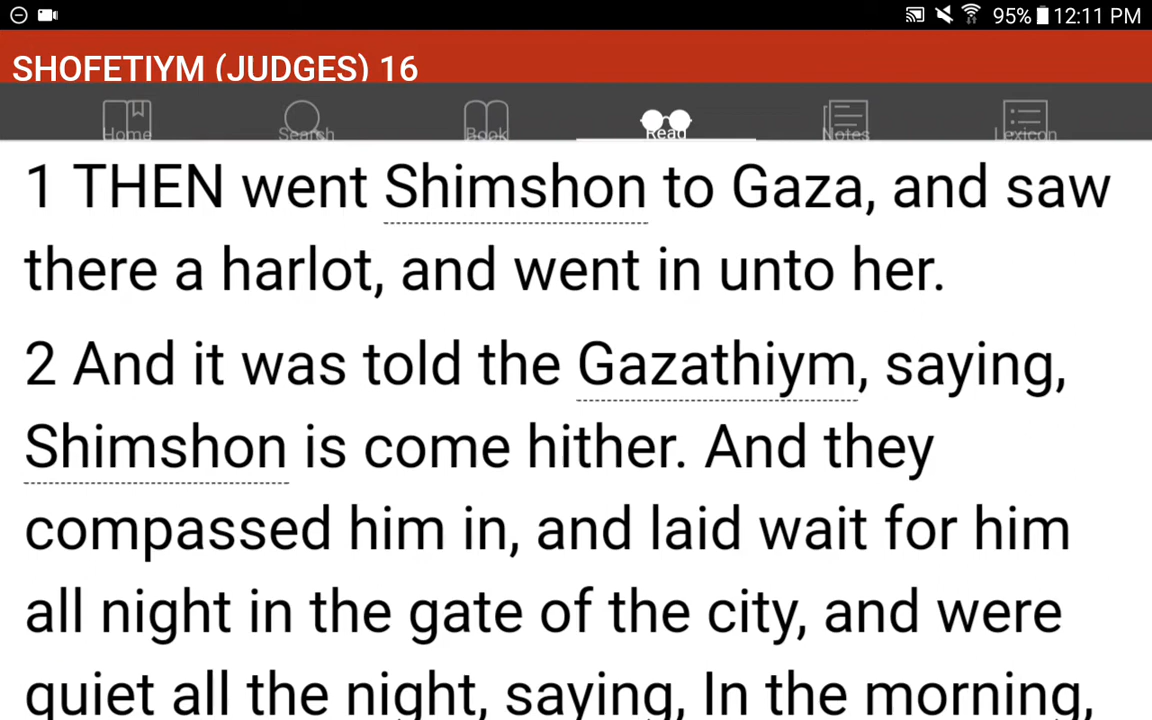 95% 12:11 PM
SHOFETIYM (JUDGES) 16
Home Search Book Read Notes Lexicon
1 THEN went Shimshon to Gaza, and saw
there a harlot, and went in unto her.
2 And it was told the Gazathiym, saying,
Shimshon is come hither. And they
compassed him in, and laid wait for him
all night in the gate of the city, and were
quiet all the night, saying, In the morning,